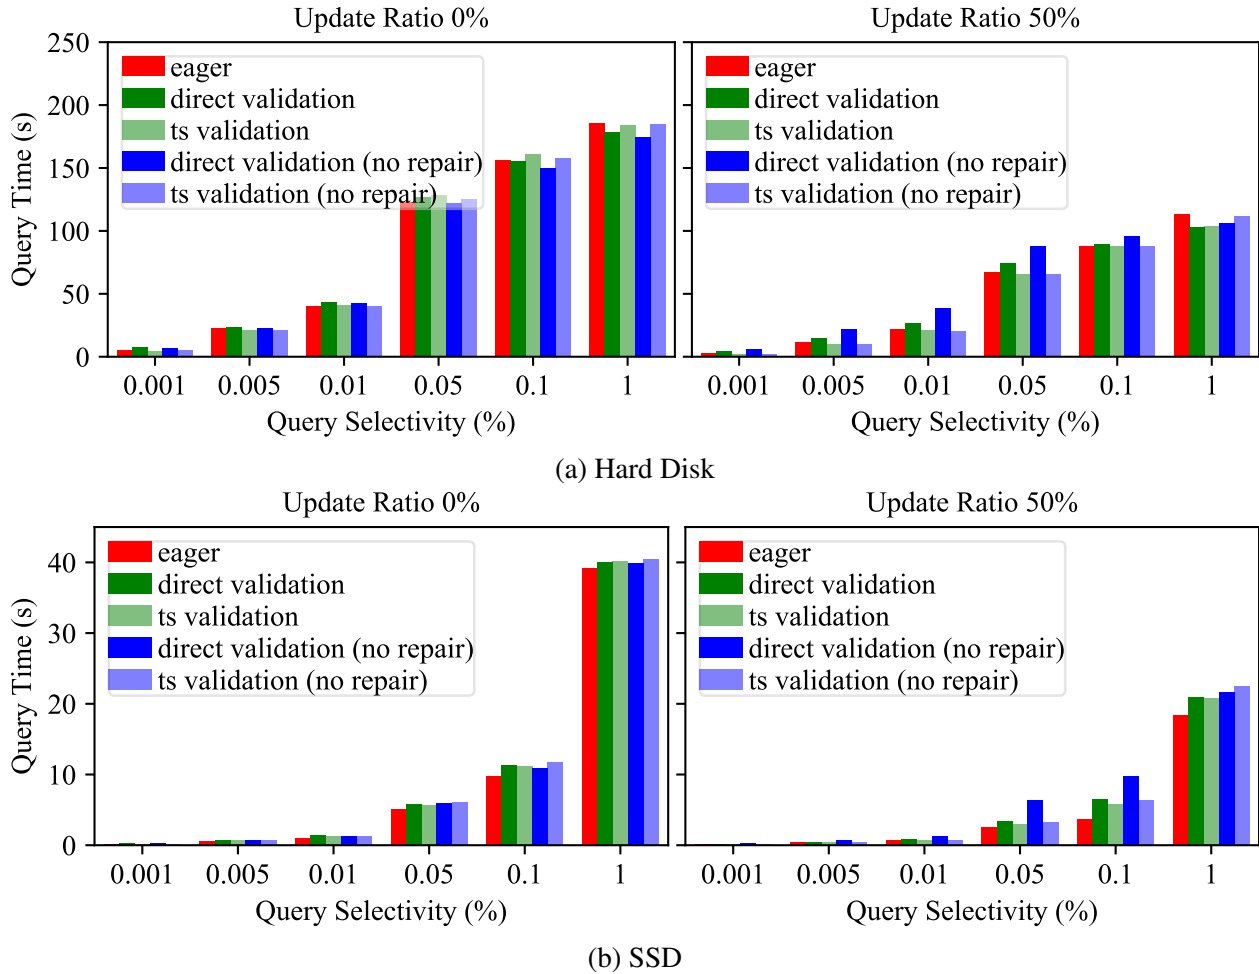 Update Ratio 0%
Update Ratio 50%
250
200
150
100
50
0
Query Time (s)
eager
direct validation
ts validation
direct validation (no repair)
ts validation (no repair)
eager
direct validation
ts validation
direct validation (no repair)
ts validation (no repair)
0.001 0.005 0.01 0.05 0.1 1
0.001 0.005 0.01 0.05 0.1 1
Query Selectivity (%)
Query Selectivity (%)
(a) Hard Disk
Update Ratio 0%
Update Ratio 50%
40
30
20
10
0
Query Time (s)
eager
direct validation
ts validation
direct validation (no repair)
ts validation (no repair)
eager
direct validation
ts validation
direct validation (no repair)
ts validation (no repair)
0.001 0.005 0.01 0.05 0.1 1
0.001 0.005 0.01 0.05 0.1 1
Query Selectivity (%)
Query Selectivity (%)
(b) SSD